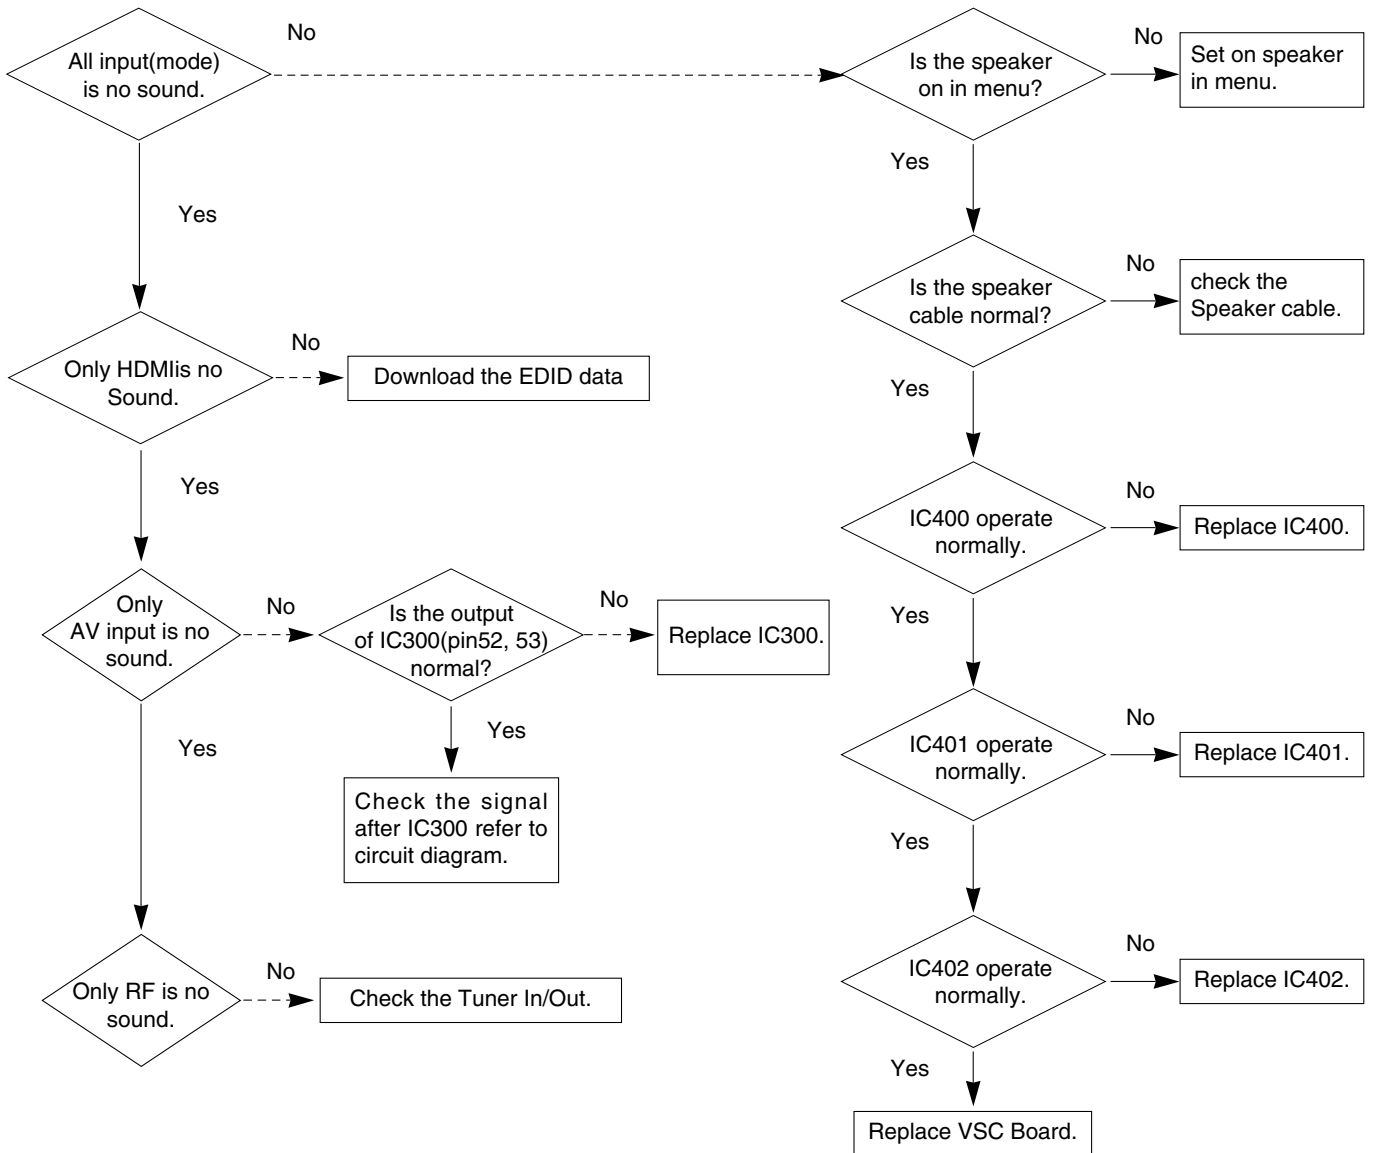 All input(mode)
is no sound.
No
Yes
Only HDMIis no
Sound.
No
Download the EDID data
Yes
Only
AV input is no
sound.
No
Is the output
of IC300(pin52, 53)
normal?
No
Replace IC300.
Yes
Check the signal
after IC300 refer to
circuit diagram.
Yes
Only RF is no
sound.
No
Check the Tuner In/Out.
Is the speaker
on in menu?
No
Set on speaker
in menu.
Yes
Is the speaker
cable normal?
No
check the
Speaker cable.
Yes
IC400 operate
normally.
No
Replace IC400.
Yes
IC401 operate
normally.
No
Replace IC401.
Yes
IC402 operate
normally.
No
Replace IC402.
Yes
Replace VSC Board.